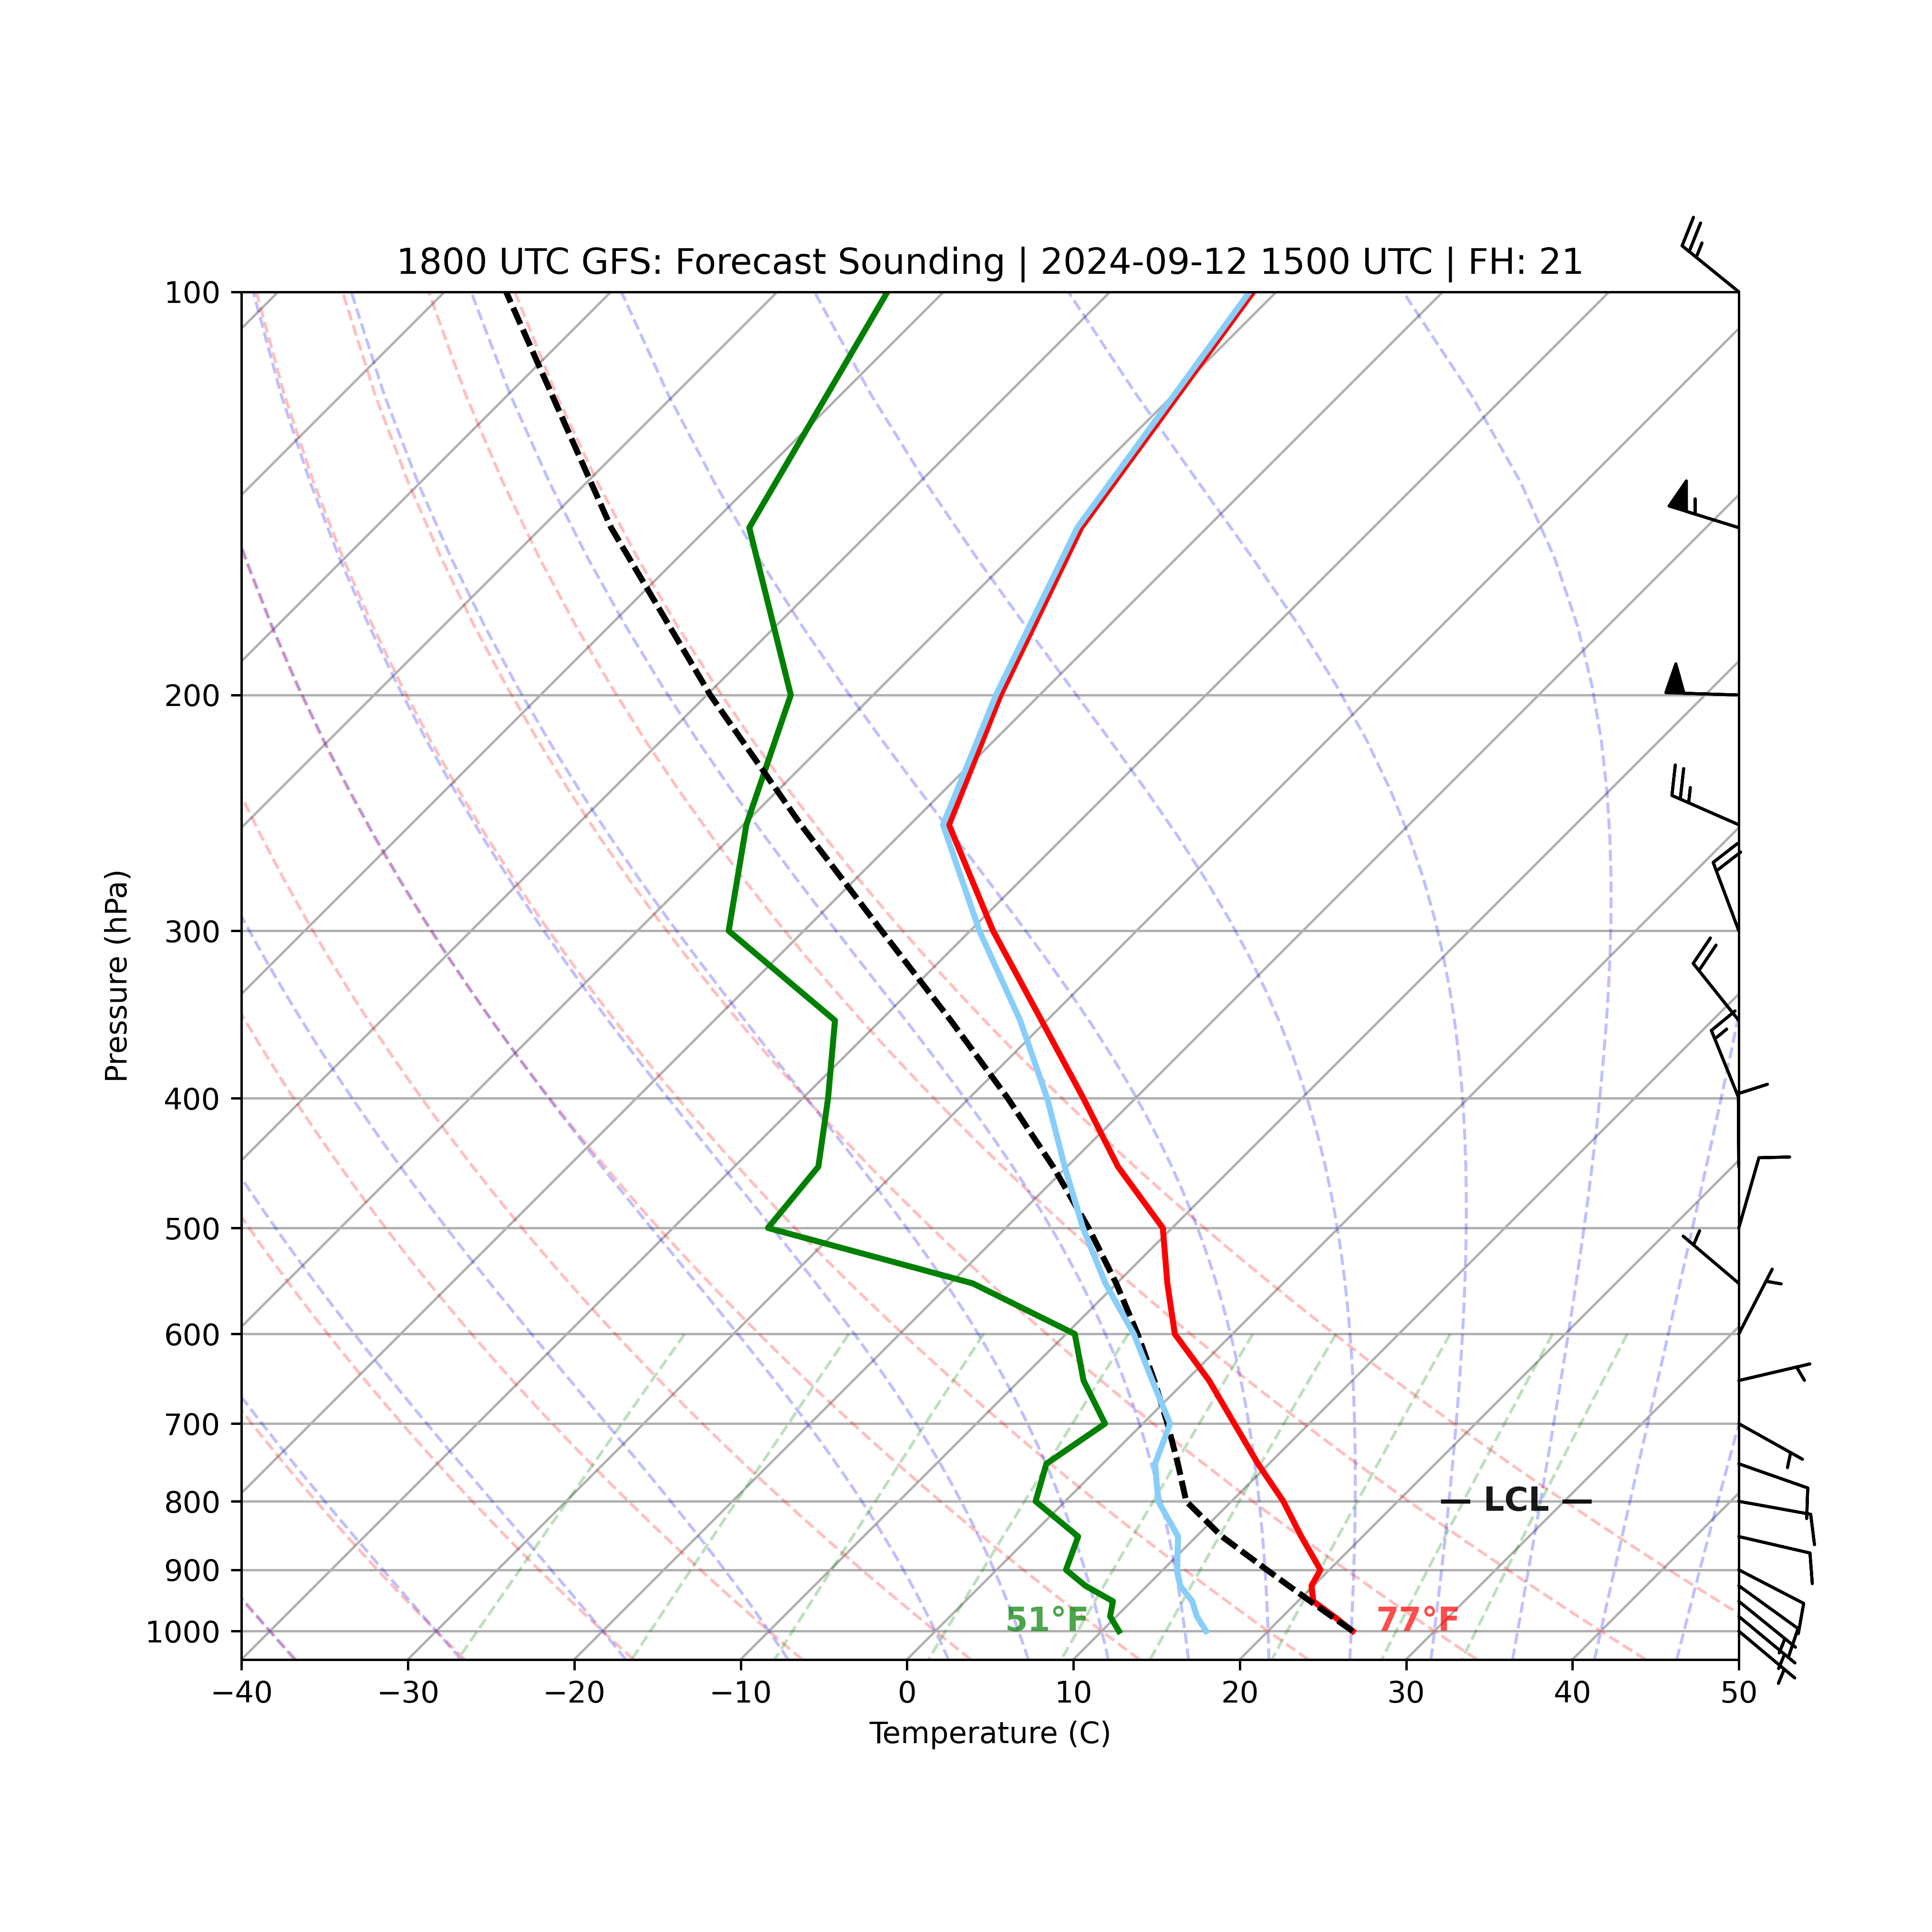 1800 UTC GFS: Forecast Sounding | 2024-09-12 1500 UTC | FH: 21
100
200
300
400
500
600
700
800
900
1000
Pressure (hPa)
LCL
51°F
77°F
−40 −30 −20 −10 0 10 20 30 40 50
Temperature (C)